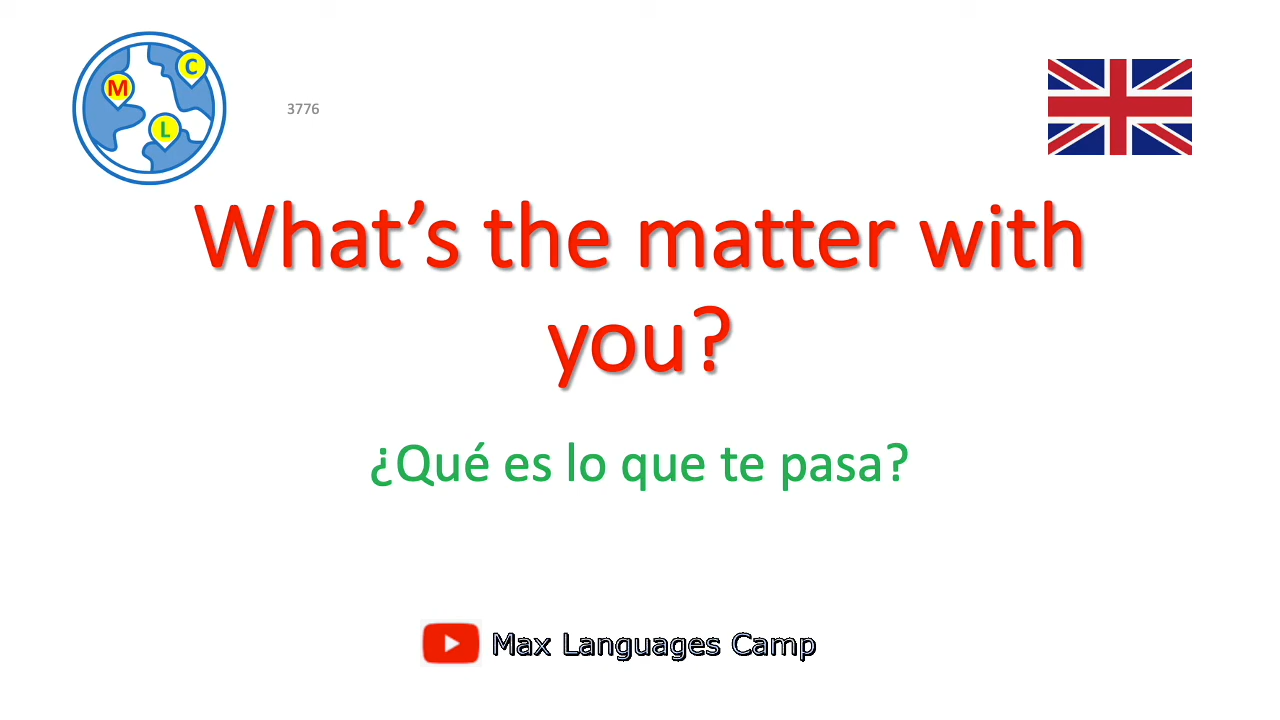 C
M
L
3776
What’s the matter with
you?
¿Qué es lo que te pasa?
Max Languages Camp